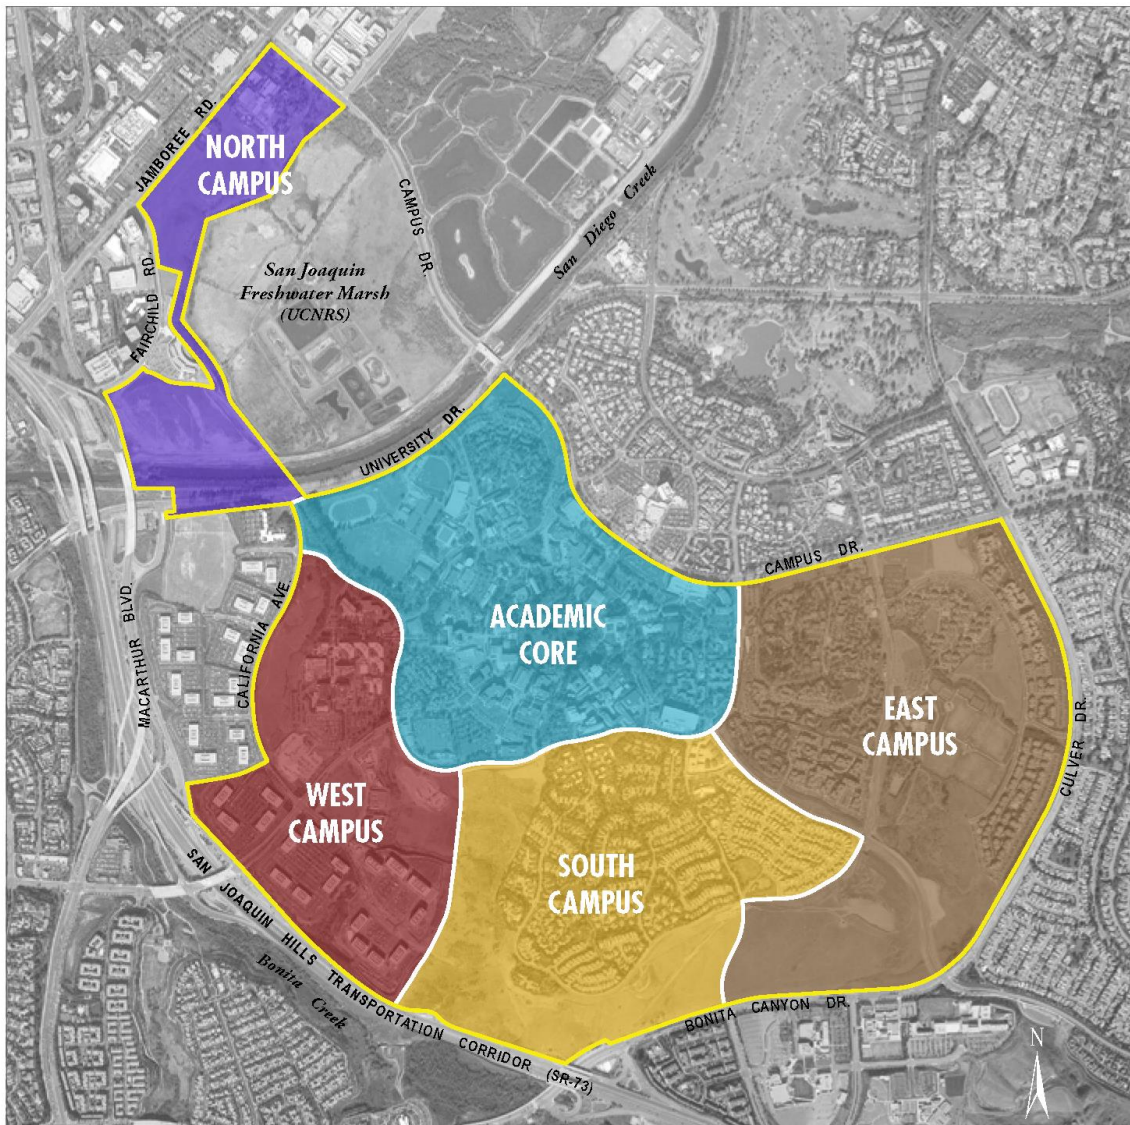 JAMBOREE RD.
NORTH
CAMPUS
CAMPUS DR.
San Diego Creek
San Joaquin
Freshwater Marsh
(UCNRS)
FAIRCHILD RD.
UNIVERSITY DR.
CAMPUS DR.
MACARTHUR BLVD.
CALIFORNIA AVE.
ACADEMIC
CORE
EAST
CAMPUS
CULVER DR.
WEST
CAMPUS
SOUTH
CAMPUS
SAN JOAQUIN HILLS TRANSPORTATION CORRIDOR (SR-73)
Bonita Creek
BONITA CANYON DR.
N